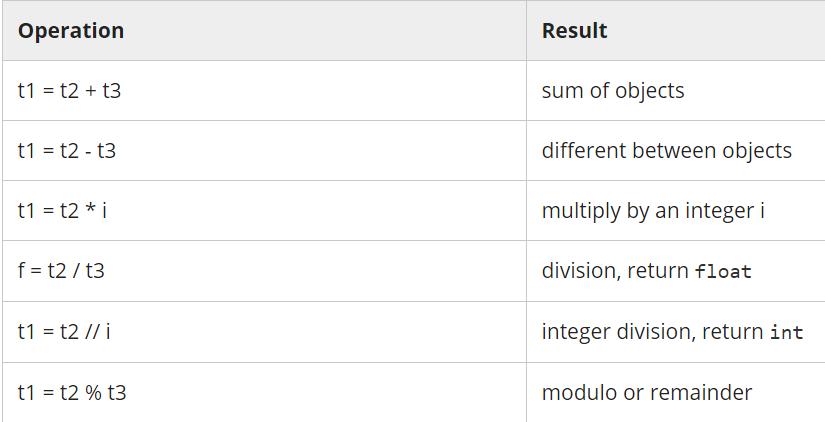 Operation Result
t1 = t2 + t3 sum of objects
t1 = t2 - t3 different between objects
t1 = t2 * i multiply by an integer i
f = t2 / t3 division, return float
t1 = t2 // i integer division, return int
t1 = t2 % t3 modulo or remainder